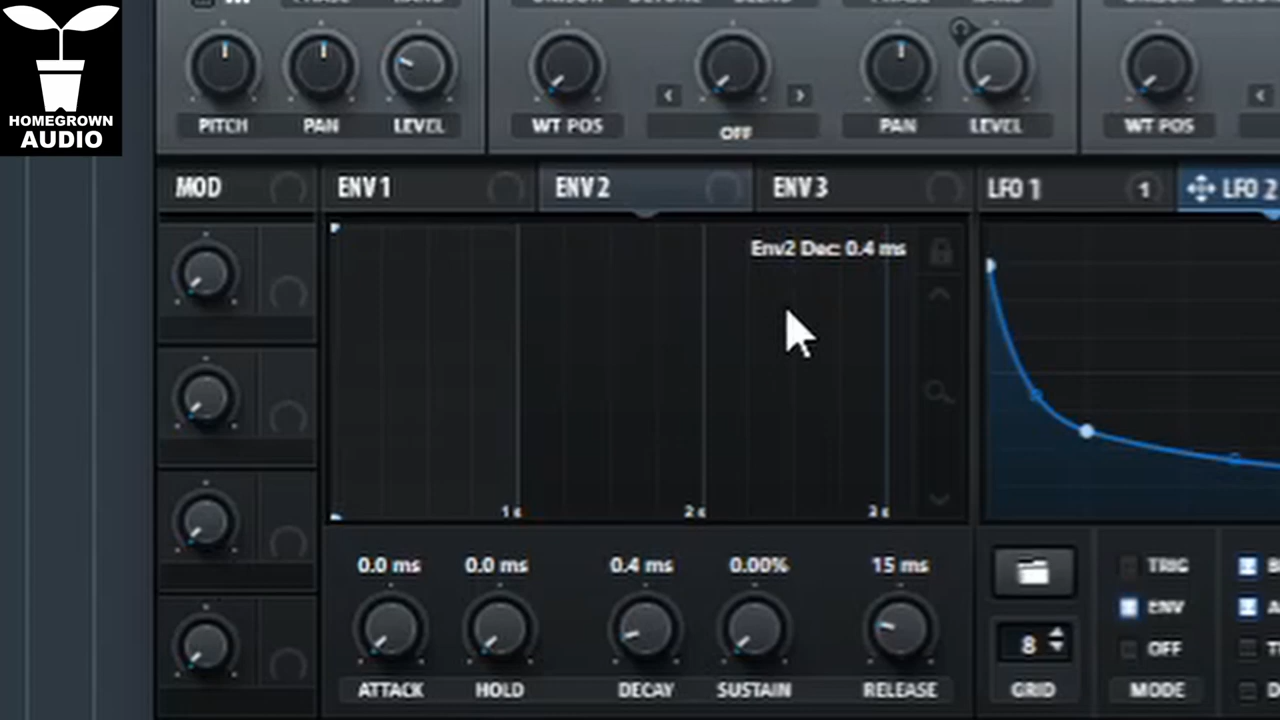 HOMEGROWN
AUDIO
PITCH PAN LEVEL WT POS OFF PAN LEVEL WT POS
MOD ENV 1 ENV 2 ENV 3 LFO 1 1 LFO 2
Env2 Dec: 0.4 ms
1 s 2 s 3 s
0.0 ms 0.0 ms 0.4 ms 0.00% 15 ms TRIG
ENV
8 OFF
ATTACK HOLD DECAY SUSTAIN RELEASE GRID MODE